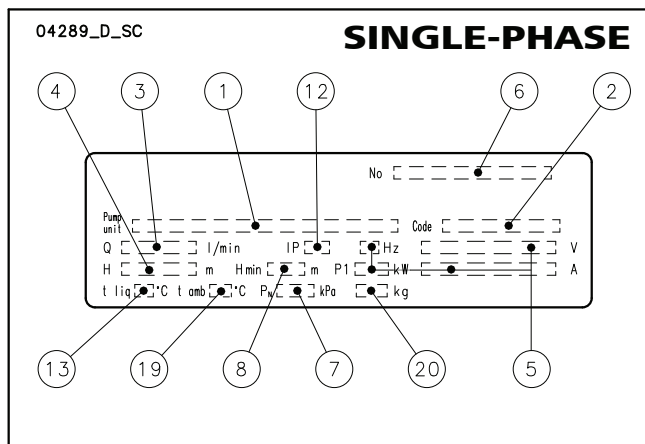 04289_D_SC
SINGLE-PHASE
4 3 1 12 6 2
No
Pump
unit
Code
Q l/min IP Hz V
H m Hmin m P1 kW A
t liq °C t amb °C PN kPa kg
13 19 8 7 20 5